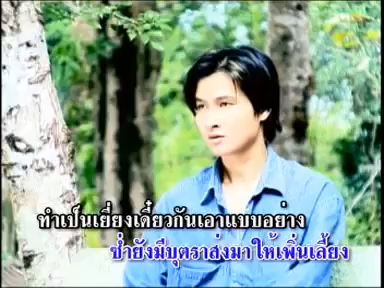 ทำเป็นเยี่ยงเดี๋ยวกันเอาแบบอย่าง
ซ่ำยังมีบุตราส่งมาให้เพิ่นเลี้ยง